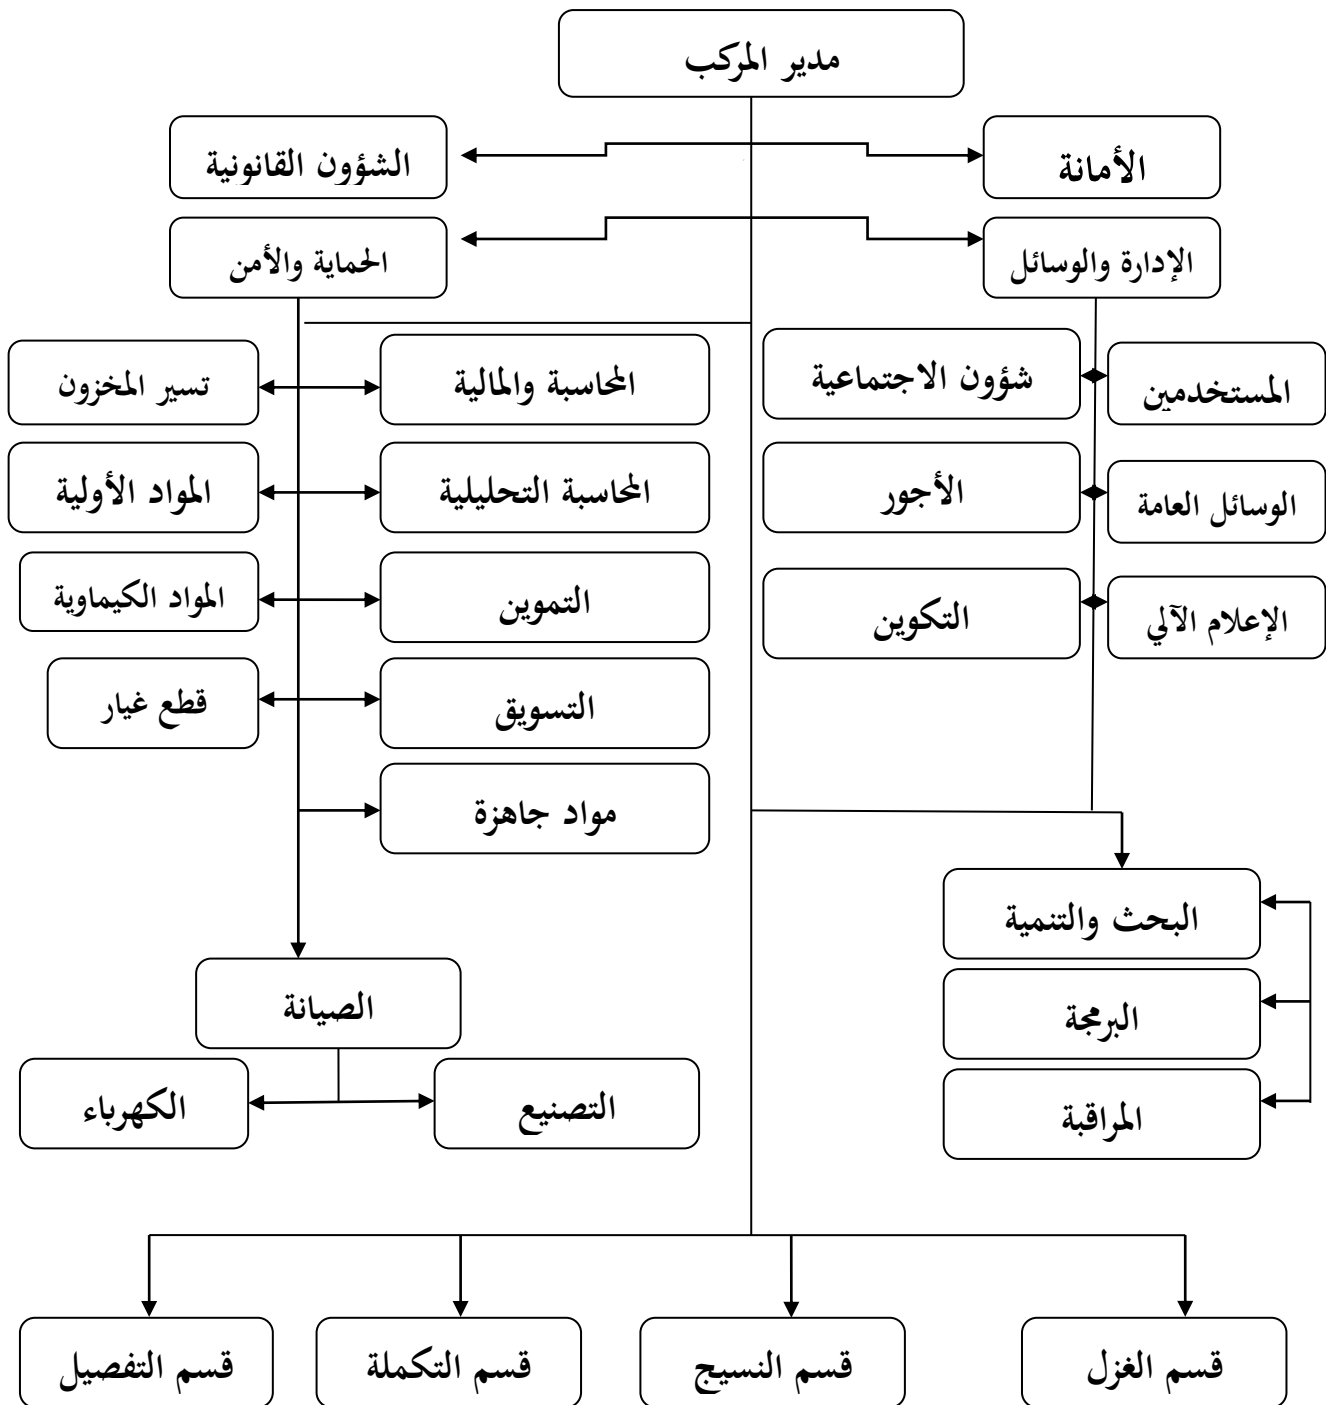 مدير المركب
الأمانة
الشؤون القانونية
الإدارة والوسائل
الحماية والأمن
المستخدمين
شؤون الاجتماعية
المحاسبة والمالية
تسير المخزون
الوسائل العامة
الأجور
المحاسبة التحليلية
المواد الأولية
الإعلام الآلي
التكوين
التموين
المواد الكيماوية
التسويق
قطع غيار
مواد جاهزة
البحث والتنمية
الصيانة
البرمجة
المراقبة
التصنيع
الكهرباء
قسم الغزل
قسم النسيج
قسم التكملة
قسم التفصيل